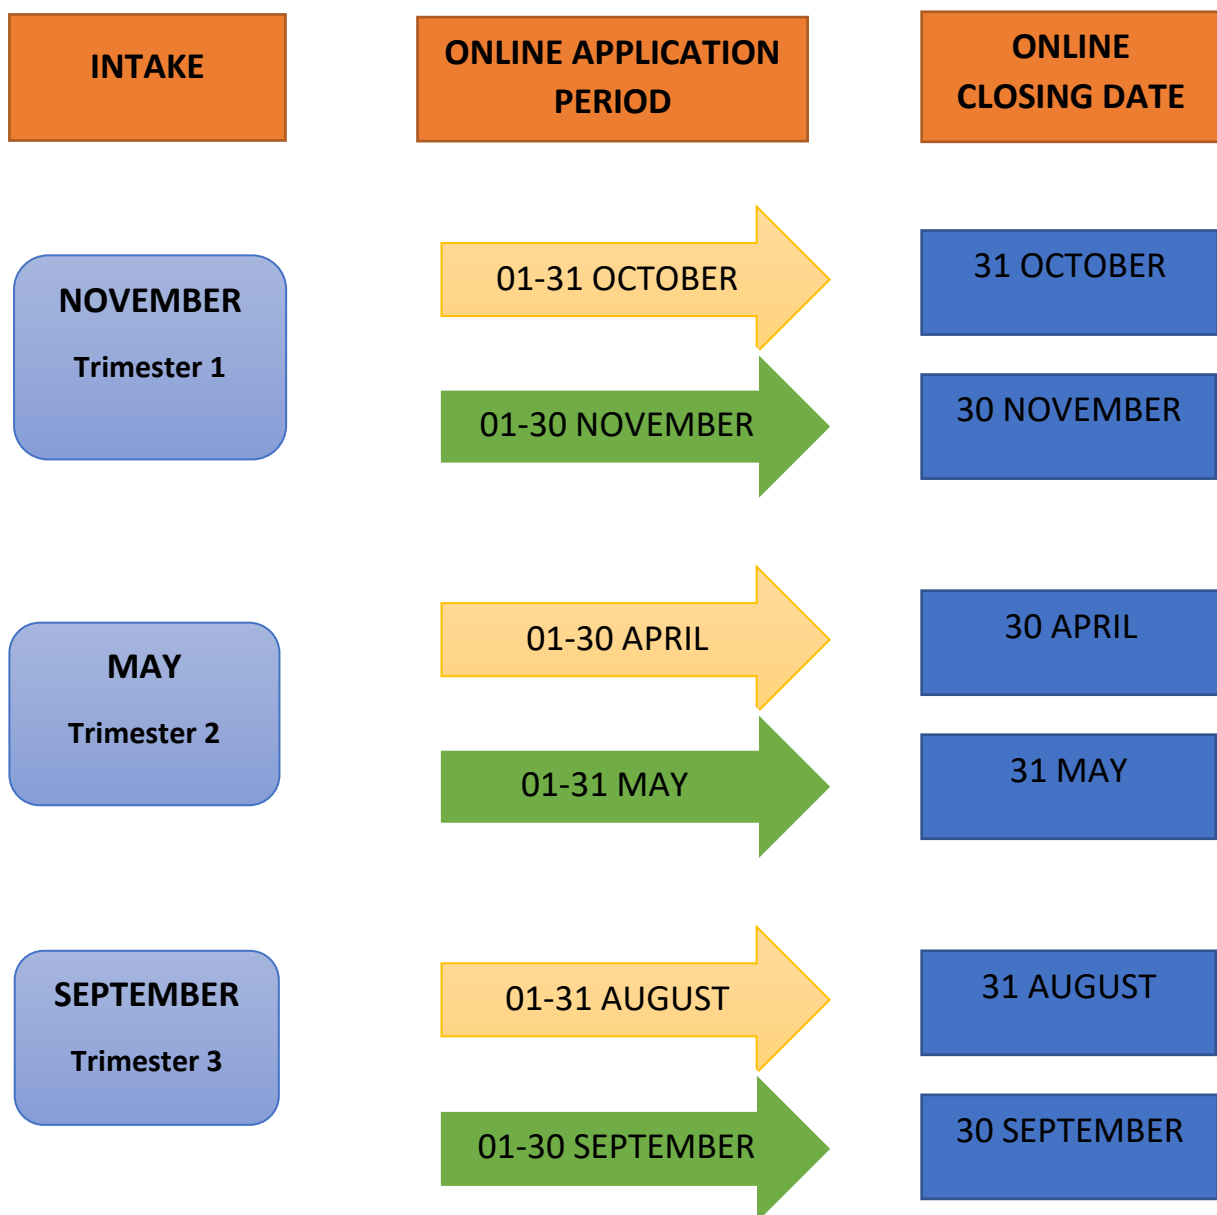 INTAKE
ONLINE APPLICATION
PERIOD
ONLINE
CLOSING DATE
NOVEMBER
Trimester 1
01-31 OCTOBER
31 OCTOBER
01-30 NOVEMBER
30 NOVEMBER
MAY
Trimester 2
01-30 APRIL
30 APRIL
01-31 MAY
31 MAY
SEPTEMBER
Trimester 3
01-31 AUGUST
31 AUGUST
01-30 SEPTEMBER
30 SEPTEMBER